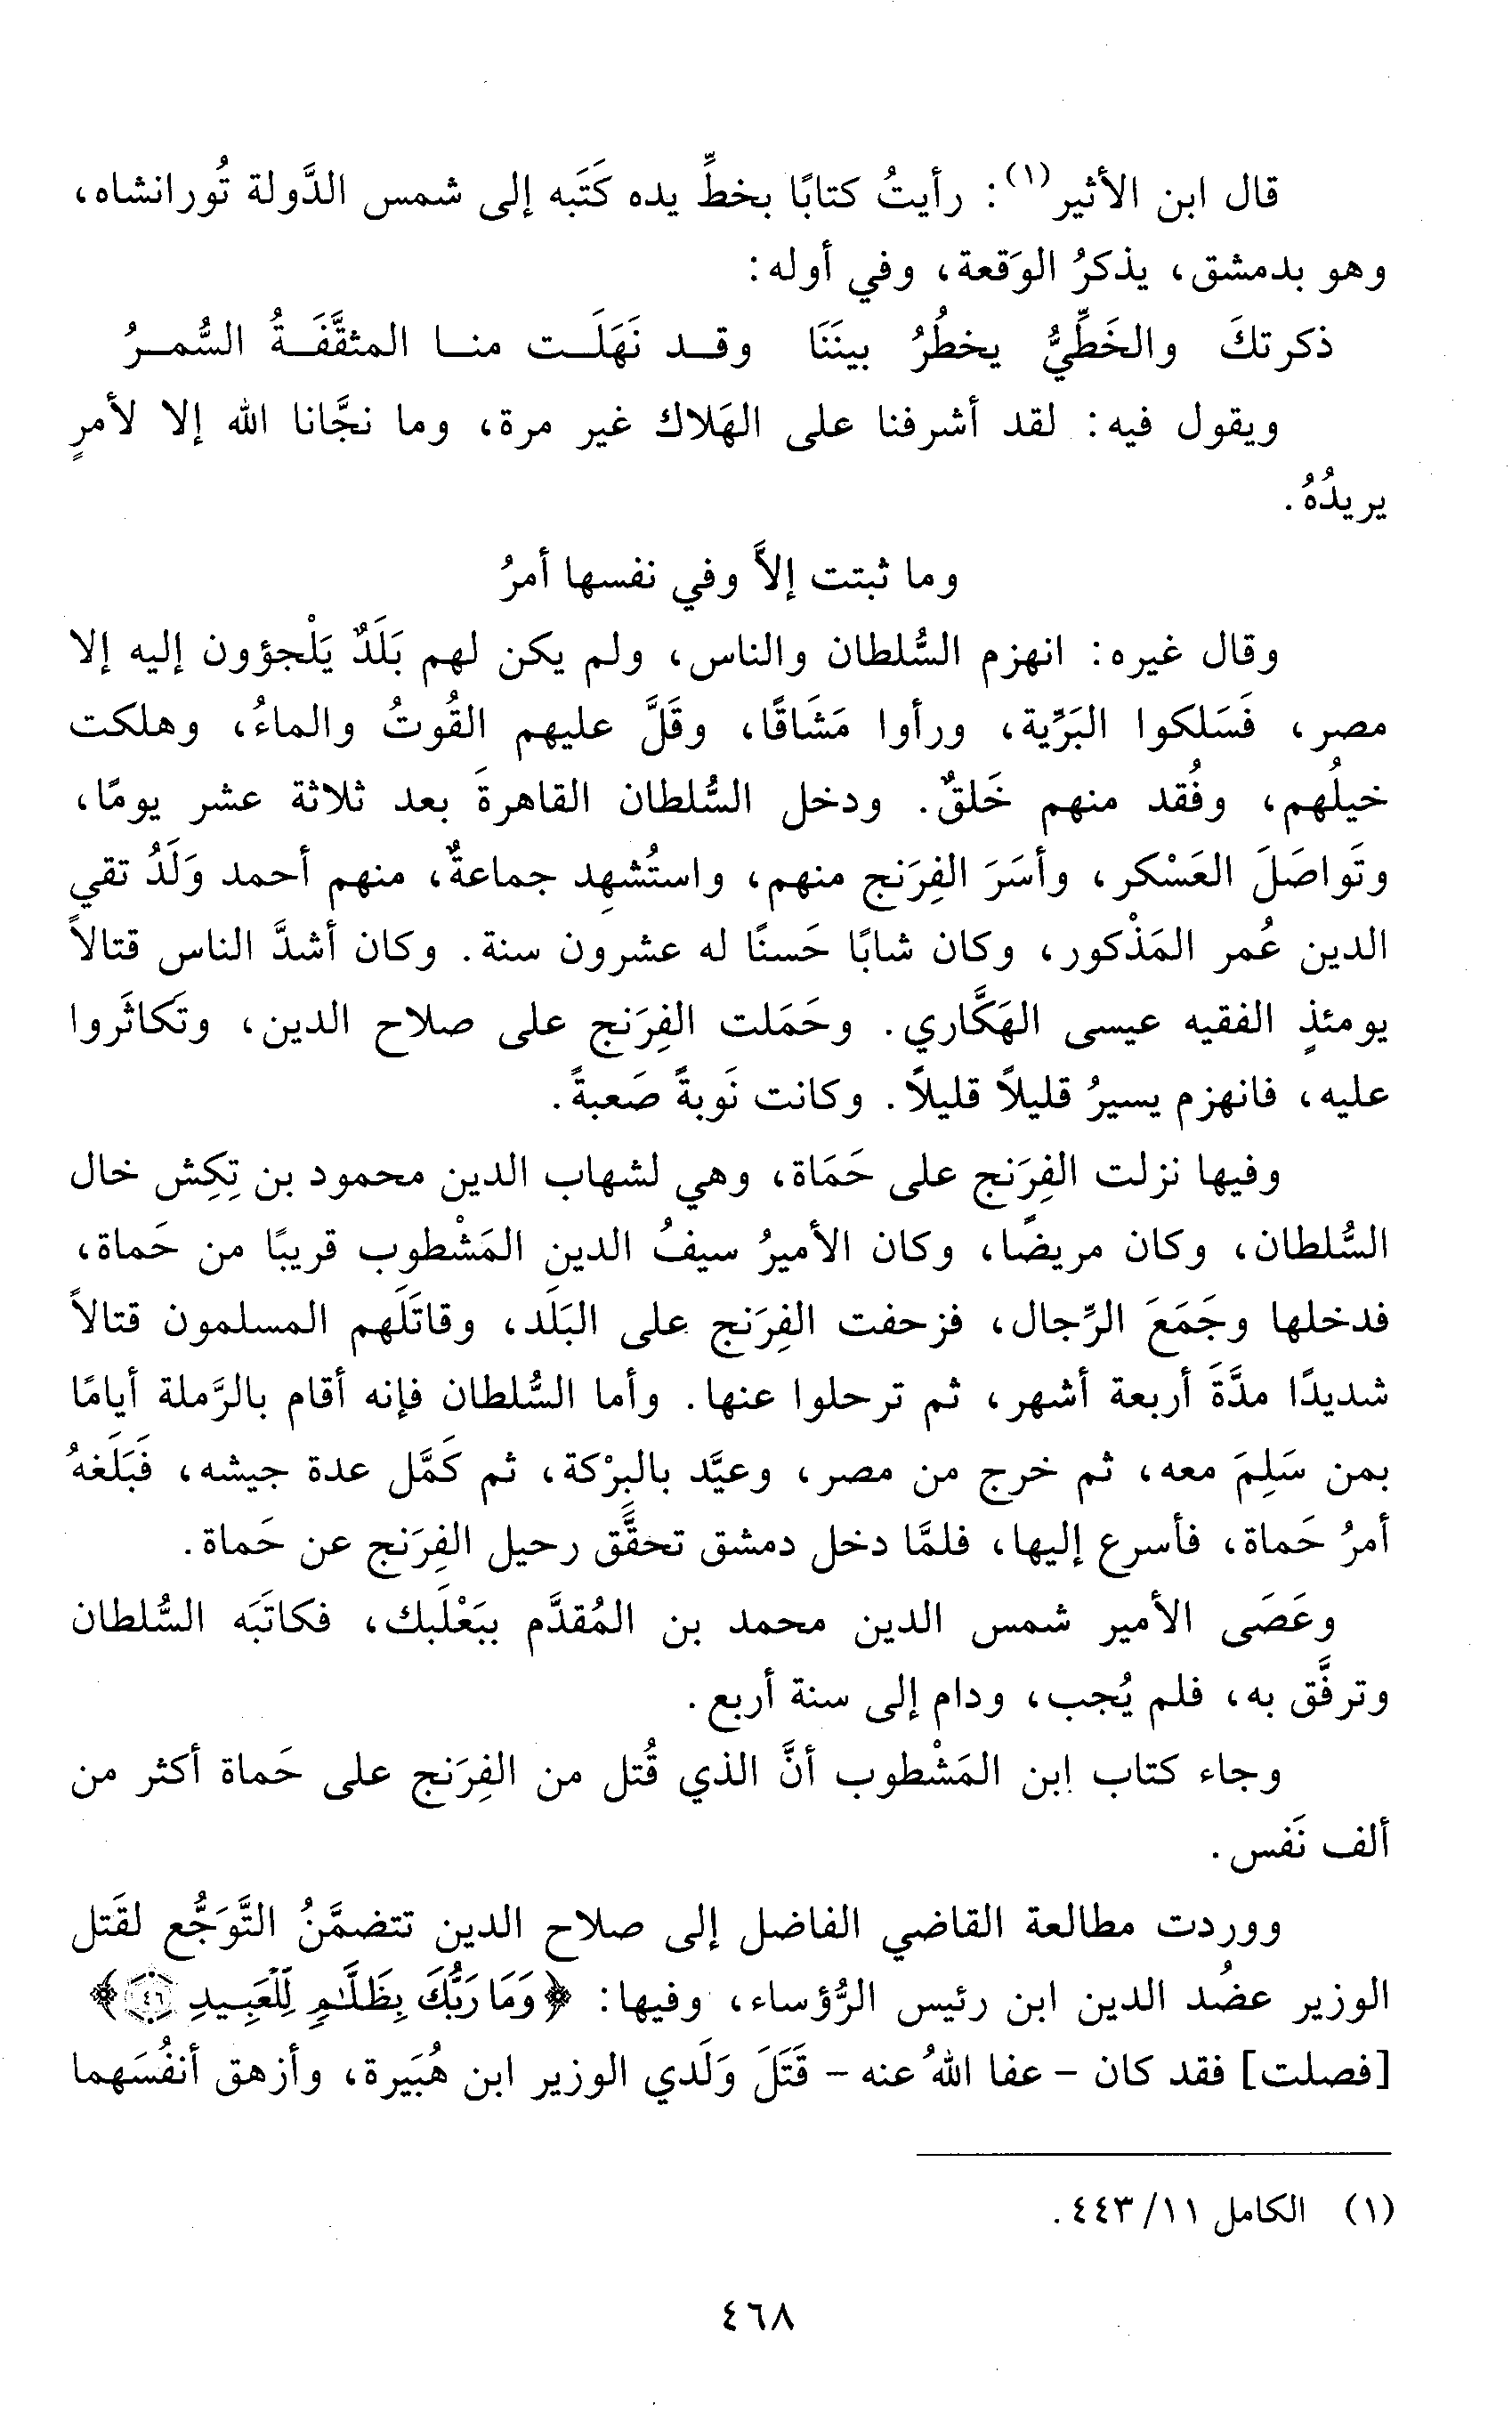 قال ابن الأثير(١): رأيتُ كتابًا بخطِّ يده كَتَبه إلى شمس الدَّولة تُورانشاه،
وهو بدمشق، يذكرُ الوَقعة، وفي أوله:
ذكرتكَ والخَطِّيُّ يخطُرُ بينَنَا وقد نَهَلَت منا المثقَّفَةُ السُّمرُ
ويقول فيه: لقد أشرفنا على الهَلاك غير مرة، وما نجَّانا الله إلا لأمرٍ
يريدُهُ.
وما ثبتت إلاَّ وفي نفسها أمرُ
وقال غيره: انهزم السُّلطان والناس، ولم يكن لهم بَلَدٌ يَلْجؤون إليه إلا
مصر، فَسَلكوا البَرِّية، ورأوا مَشَاقًا، وقَلَّ عليهم القُوتُ والماءُ، وهلكت
خيلُهم، وفُقد منهم خَلقٌ. ودخل السُّلطان القاهرةَ بعد ثلاثة عشر يومًا،
وتَواصَلَ العَسْكر، وأسَرَ الفِرَنج منهم، واستُشهِد جماعةٌ، منهم أحمد وَلَدُ تقي
الدين عُمر المَذْكور، وكان شابًا حَسنًا له عشرون سنة. وكان أشدَّ الناس قتالاً
يومئذٍ الفقيه عيسى الهَكَّاري. وحَمَلت الفِرَنج على صلاح الدين، وتَكاثَروا
عليه، فانهزم يسيرُ قليلاً قليلاً. وكانت نَوبةً صَعبةً.
وفيها نزلت الفِرَنج على حَمَاة، وهي لشهاب الدين محمود بن تِكِش خال
السُّلطان، وكان مريضًا، وكان الأميرُ سيفُ الدين المَشْطوب قريبًا من حَماة،
فدخلها وجَمَعَ الرِّجال، فزحفت الفِرَنج على البَلَد، وقاتَلَهم المسلمون قتالاً
شديدًا مدَّةَ أربعة أشهر، ثم ترحلوا عنها. وأما السُّلطان فإنه أقام بالرَّملة أيامًا
بمن سَلِمَ معه، ثم خرج من مصر، وعيَّد بالبِرْكة، ثم كَمَّل عدة جيشه، فَبَلَغهُ
أمرُ حَماة، فأسرع إليها، فلمَّا دخل دمشق تحقَّق رحيل الفِرَنج عن حَماة.
وعَصَى الأمير شمس الدين محمد بن المُقدَّم ببَعْلَبك، فكاتَبَه السُّلطان
وترفَّق به، فلم يُجب، ودام إلى سنة أربع.
وجاء كتاب ابن المَشْطوب أنَّ الذي قُتل من الفِرَنج على حَماة أكثر من
ألف نَفس.
ووردت مطالعة القاضي الفاضل إلى صلاح الدين تتضمَّنُ التَّوَجُّع لقَتل
الوزير عضُد الدين ابن رئيس الرُّؤساء، وفيها: ﴿وَمَا رَبُّكَ بِظَلَّٰمٖ لِّلۡعَبِيدِ ٤٦﴾
[فصلت] فقد كان - عفا اللهُ عنه - قَتَلَ وَلَدي الوزير ابن هُبَيرة، وأزهق أنفُسَهما
(١) الكامل ١١/ ٤٤٣.
٤٦٨